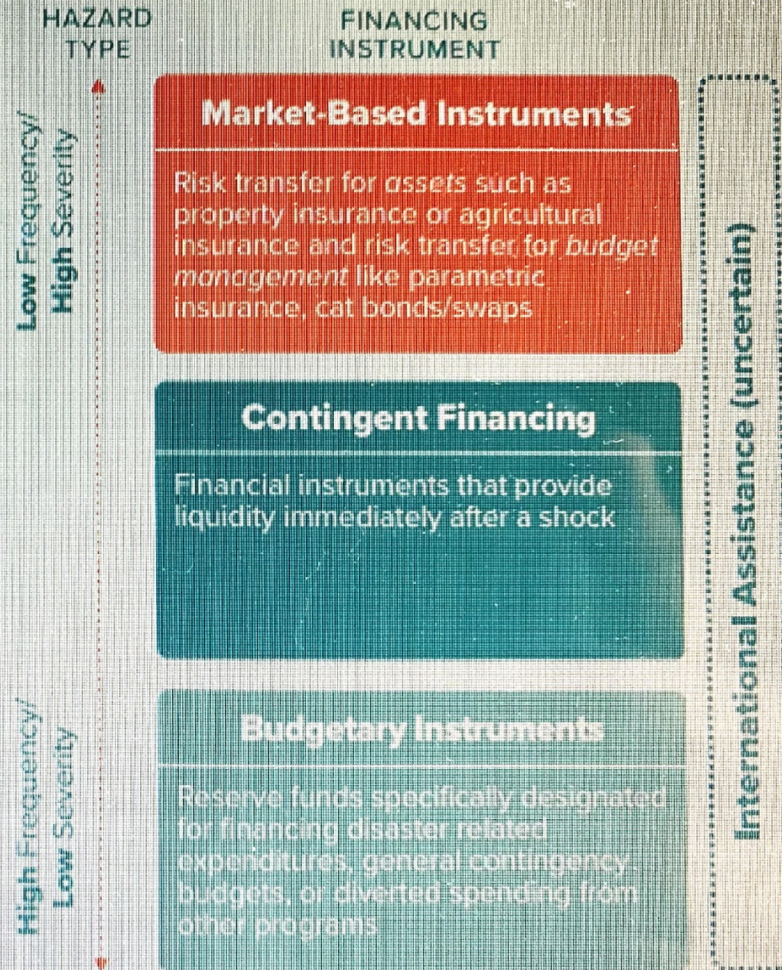 HAZARD
TYPE
FINANCING
INSTRUMENT
Low Frequency/
High Severity
Market-Based Instruments
Risk transfer for assets such as
property insurance or agricultural
insurance and risk transfer for budget
management like parametric
insurance, cat bonds/swaps
Contingent Financing
Financial instruments that provide
liquidity immediately after a shock
High Frequency/
Low Severity
Budgetary Instruments
Reserve funds specifically designated
for financing disaster related
expenditures, general contingency
budgets, or diverted spending from
other programs
International Assistance (uncertain)